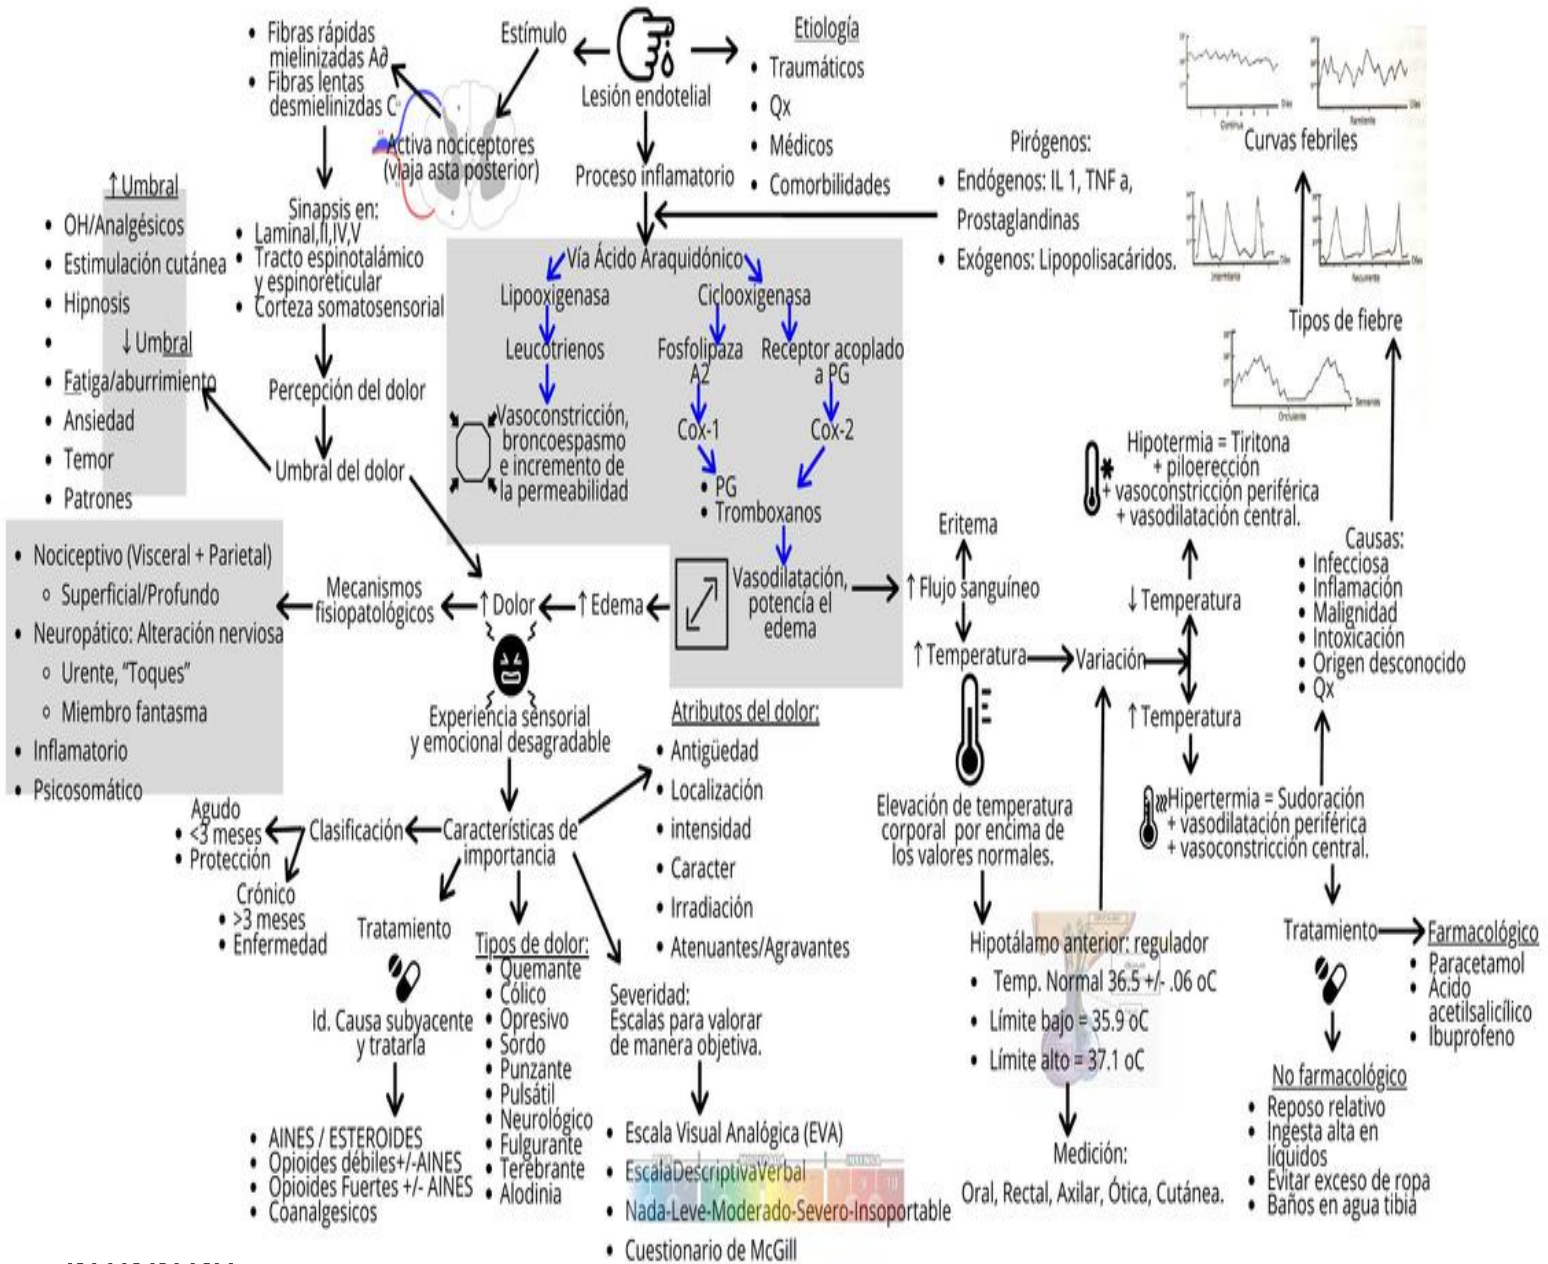 Fibras rápidas
mielinizadas A∂
Fibras lentas
desmielinizdas C
Estímulo
Lesión endotelial
Etiología
Traumáticos
Qx
Médicos
Comorbilidades
Activa nociceptores
(viaja asta posterior)
Proceso inflamatorio
Pirógenos:
Endógenos: IL 1, TNF a,
Prostaglandinas
Exógenos: Lipopolisacáridos.
Continua
Dias
Remitente
Dias
Curvas febriles
Intermitente
Dias
Recurrente
Dias
Tipos de fiebre
Ondulante
Semanas
↑Umbral
OH/Analgésicos
Estimulación cutánea
Hipnosis
↓Umbral
Fatiga/aburrimiento
Ansiedad
Temor
Patrones
Sinapsis en:
LaminaI,II,IV,V
Tracto espinotalámico
y espinoreticular
Corteza somatosensorial
Percepción del dolor
Umbral del dolor
Vía Ácido Araquidónico
Lipooxigenasa
Leucotrienos
Vasoconstricción,
broncoespasmo
e incremento de
la permeabilidad
Ciclooxigenasa
Fosfolipaza
A2
Receptor acoplado
a PG
Cox-1
Cox-2
PG
Tromboxanos
Vasodilatación,
potencía el
edema
Eritema
↑Flujo sanguíneo
↑Temperatura
Variación
Hipotermia = Tiritona
+ piloerección
+ vasoconstricción periférica
+ vasodilatación central.
↓Temperatura
↑Temperatura
Causas:
Infecciosa
Inflamación
Malignidad
Intoxicación
Origen desconocido
Qx
Nociceptivo (Visceral + Parietal)
Superficial/Profundo
Neuropático: Alteración nerviosa
Urente, “Toques”
Miembro fantasma
Inflamatorio
Psicosomático
Mecanismos
fisiopatológicos
↑Dolor
↑Edema
Experiencia sensorial
y emocional desagradable
Atributos del dolor:
Antigüedad
Localización
intensidad
Caracter
Irradiación
Atenuantes/Agravantes
Elevación de temperatura
corporal por encima de
los valores normales.
Hipertermia = Sudoración
+ vasodilatación periférica
+ vasoconstricción central.
Agudo
<3 meses
Protección
Clasificación
Características de
importancia
Crónico
>3 meses
Enfermedad
Tratamiento
Id. Causa subyacente
y tratarla
AINES / ESTEROIDES
Opioides débiles+/-AINES
Opioides Fuertes +/- AINES
Coanalgesicos
Tipos de dolor:
Quemante
Cólico
Opresivo
Sordo
Punzante
Pulsátil
Neurológico
Fulgurante
Terebrante
Alodinia
Severidad:
Escalas para valorar
de manera objetiva.
Escala Visual Analógica (EVA)
EscalaDescriptivaVerbal
Nada-Leve-Moderado-Severo-Insoportable
Cuestionario de McGill
Hipotálamo anterior: regulador
Temp. Normal 36.5 +/- .06 oC
Límite bajo = 35.9 oC
Límite alto = 37.1 oC
Medición:
Oral, Rectal, Axilar, Ótica, Cutánea.
Tratamiento
Farmacológico
Paracetamol
Ácido
acetilsalicílico
Ibuprofeno
No farmacológico
Reposo relativo
Ingesta alta en
líquidos
Evitar exceso de ropa
Baños en agua tibia